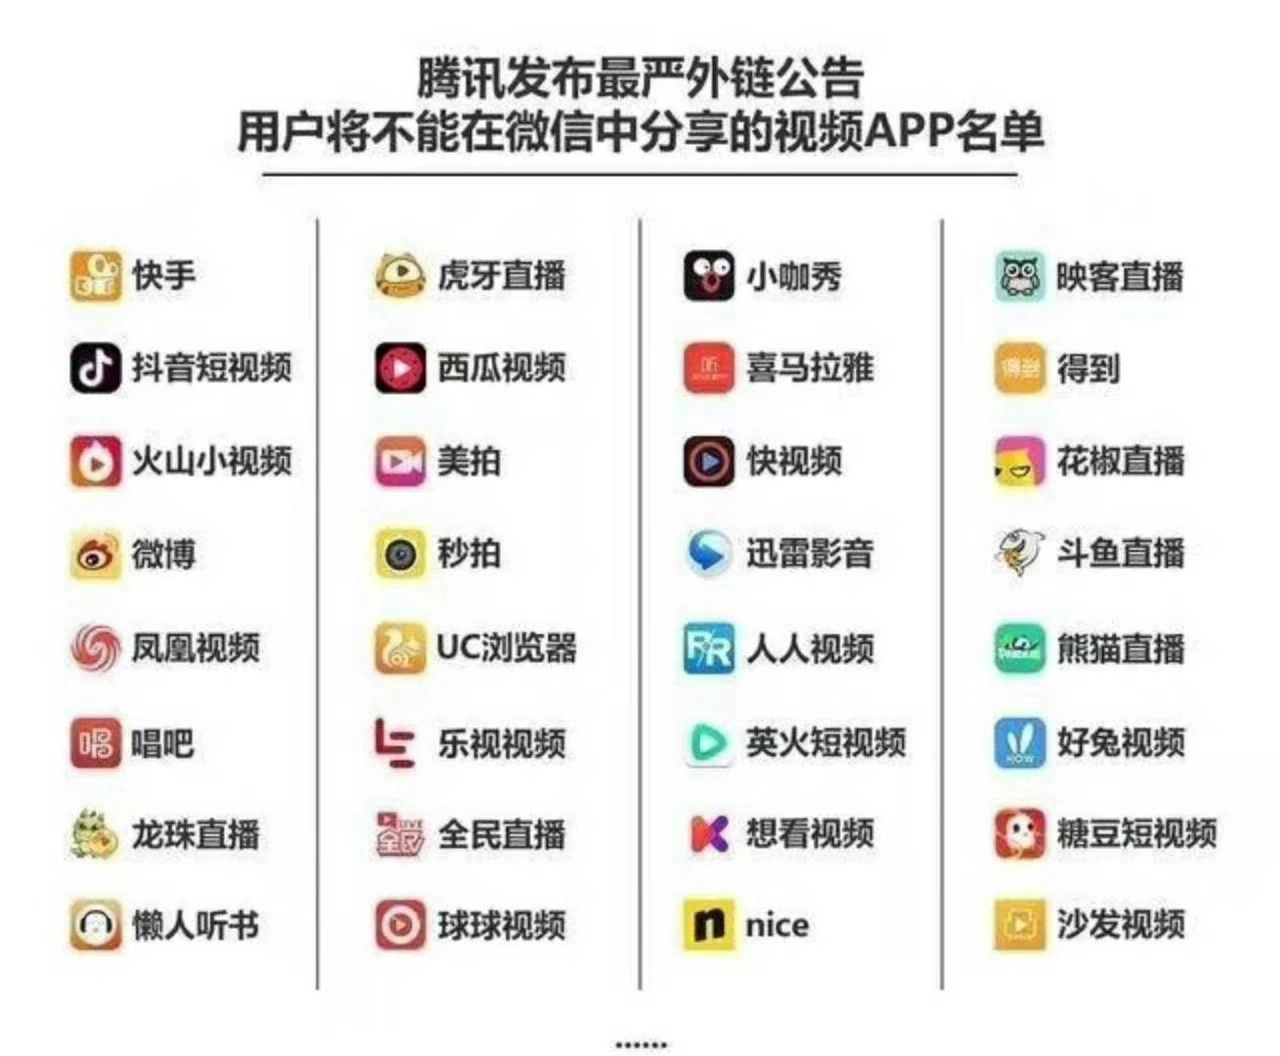 腾讯发布最严外链公告
用户将不能在微信中分享的视频APP名单
快手
抖音短视频
火山小视频
微博
凤凰视频
唱吧
龙珠直播
懒人听书
虎牙直播
西瓜视频
美拍
秒拍
UC浏览器
乐视视频
全民直播
球球视频
小咖秀
喜马拉雅
快视频
迅雷影音
人人视频
英火短视频
想看视频
nice
映客直播
得到
花椒直播
斗鱼直播
熊猫直播
好兔视频
糖豆短视频
沙发视频
......